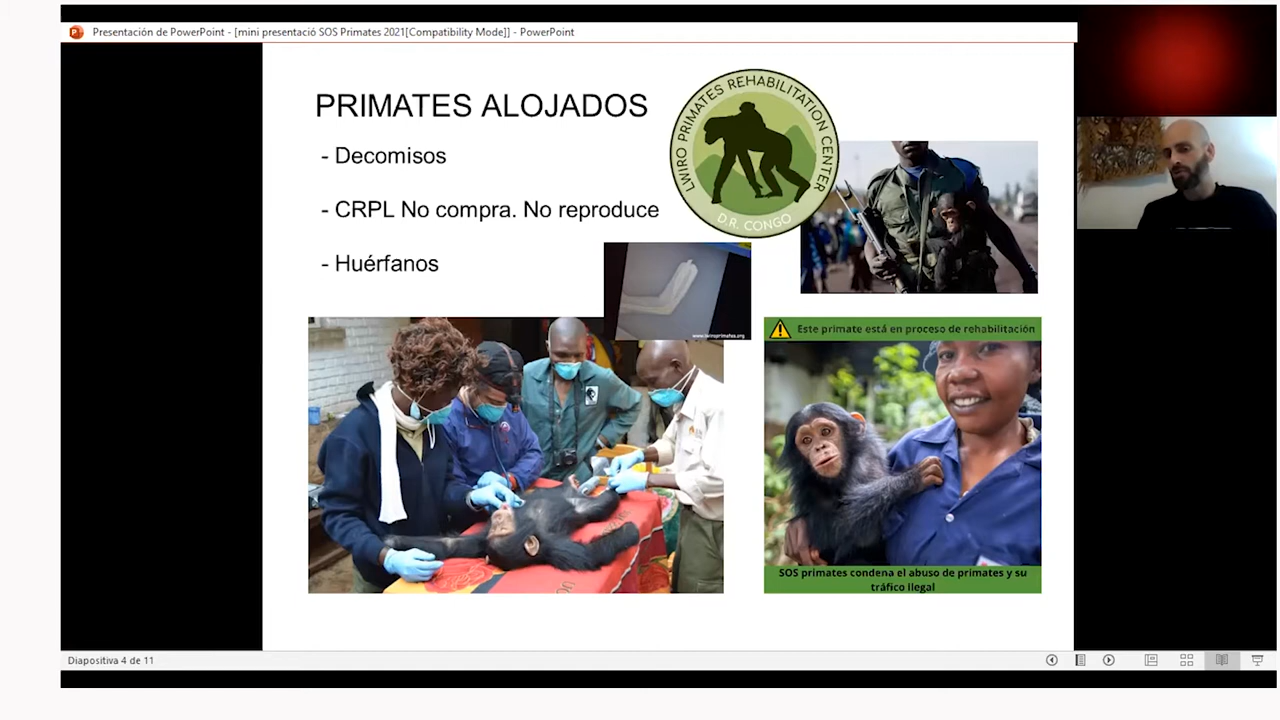 Presentación de PowerPoint - [mini presentació SOS Primates 2021[Compatibility Mode]] - PowerPoint
PRIMATES ALOJADOS
- Decomisos
- CRPL No compra. No reproduce
- Huérfanos
LWIRO PRIMATES REHABILITATION CENTER
D.R. CONGO
www.lwiroprimates.org
Este primate está en proceso de rehabilitación
SOS primates condena el abuso de primates y su
tráfico ilegal
Diapositiva 4 de 11